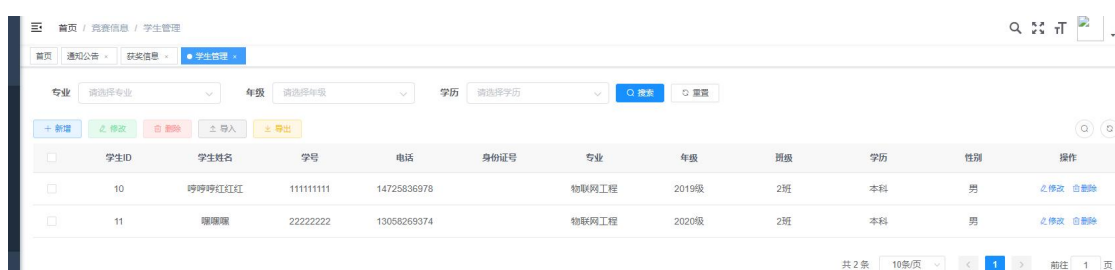 首页 / 竞赛信息 / 学生管理
首页 通知公告 × 获奖信息 × 学生管理 ×
专业 请选择专业 年级 请选择年级 学历 请选择学历 搜索 重置
+ 新增 修改 删除 导入 导出
学生ID 学生姓名 学号 电话 身份证号 专业 年级 班级 学历 性别 操作
10 哼哼哼红红红 111111111 14725836978 物联网工程 2019级 2班 本科 男 修改 删除
11 嘿嘿嘿 22222222 13058269374 物联网工程 2020级 2班 本科 男 修改 删除
共 2 条 10条/页 < 1 > 前往 1 页